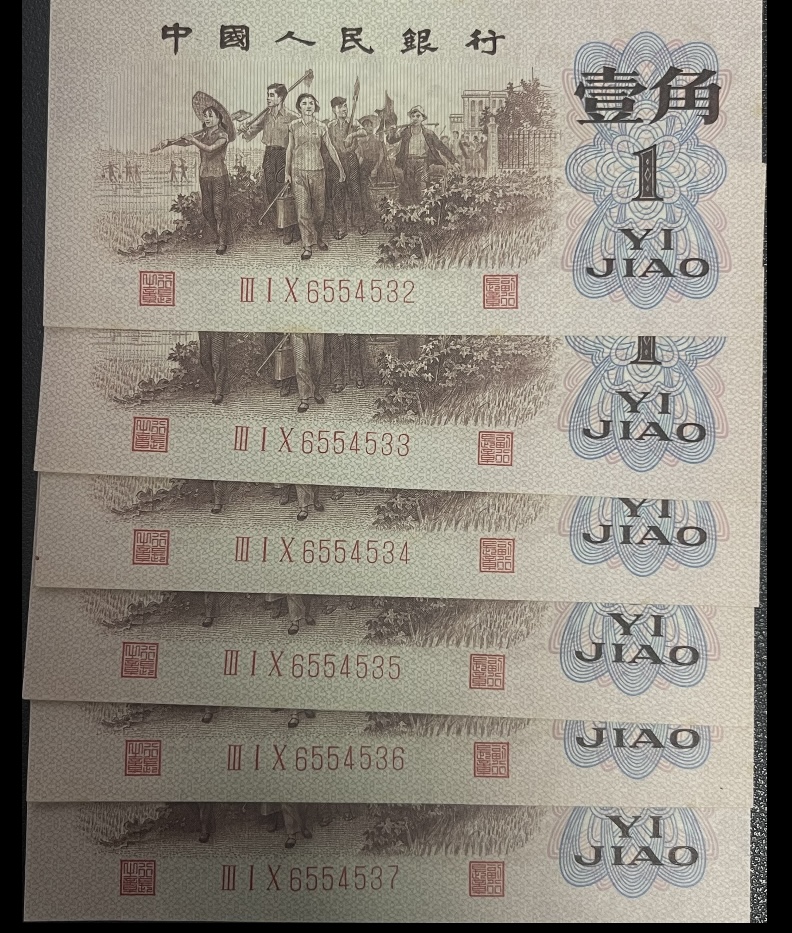 中國人民銀行
壹角
1
YI
JIAO
Ⅲ Ⅰ Ⅹ 6554532
1
YI
JIAO
Ⅲ Ⅰ Ⅹ 6554533
YI
JIAO
Ⅲ Ⅰ Ⅹ 6554534
YI
JIAO
Ⅲ Ⅰ Ⅹ 6554535
JIAO
Ⅲ Ⅰ Ⅹ 6554536
YI
JIAO
Ⅲ Ⅰ Ⅹ 6554537